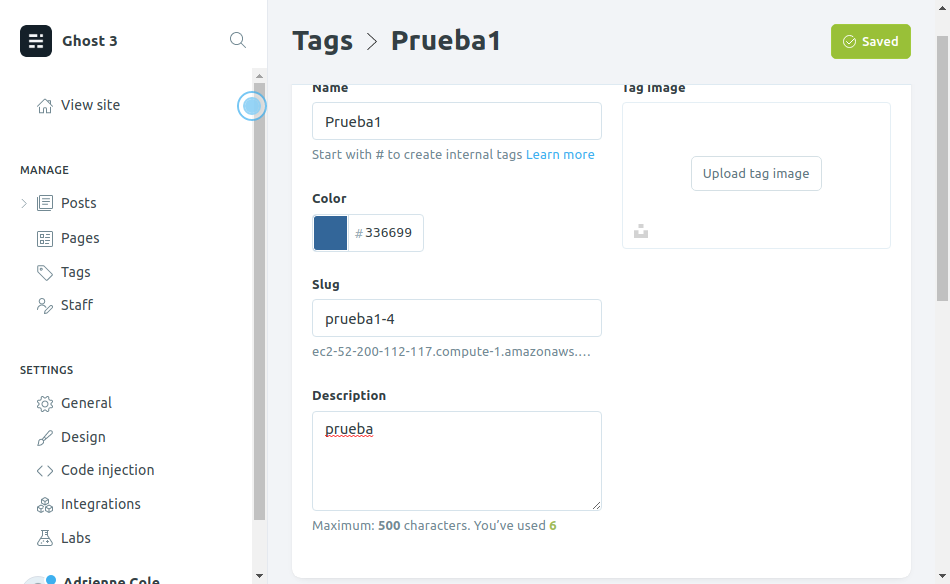 Ghost 3
View site
MANAGE
Posts
Pages
Tags
Staff
SETTINGS
General
Design
Code injection
Integrations
Labs
Adrienne Cole
Tags > Prueba1
Saved
Name
Prueba1
Start with # to create internal tags Learn more
Color
#336699
Slug
prueba1-4
ec2-52-200-112-117.compute-1.amazonaws....
Description
prueba
Maximum: 500 characters. You've used 6
Tag image
Upload tag image